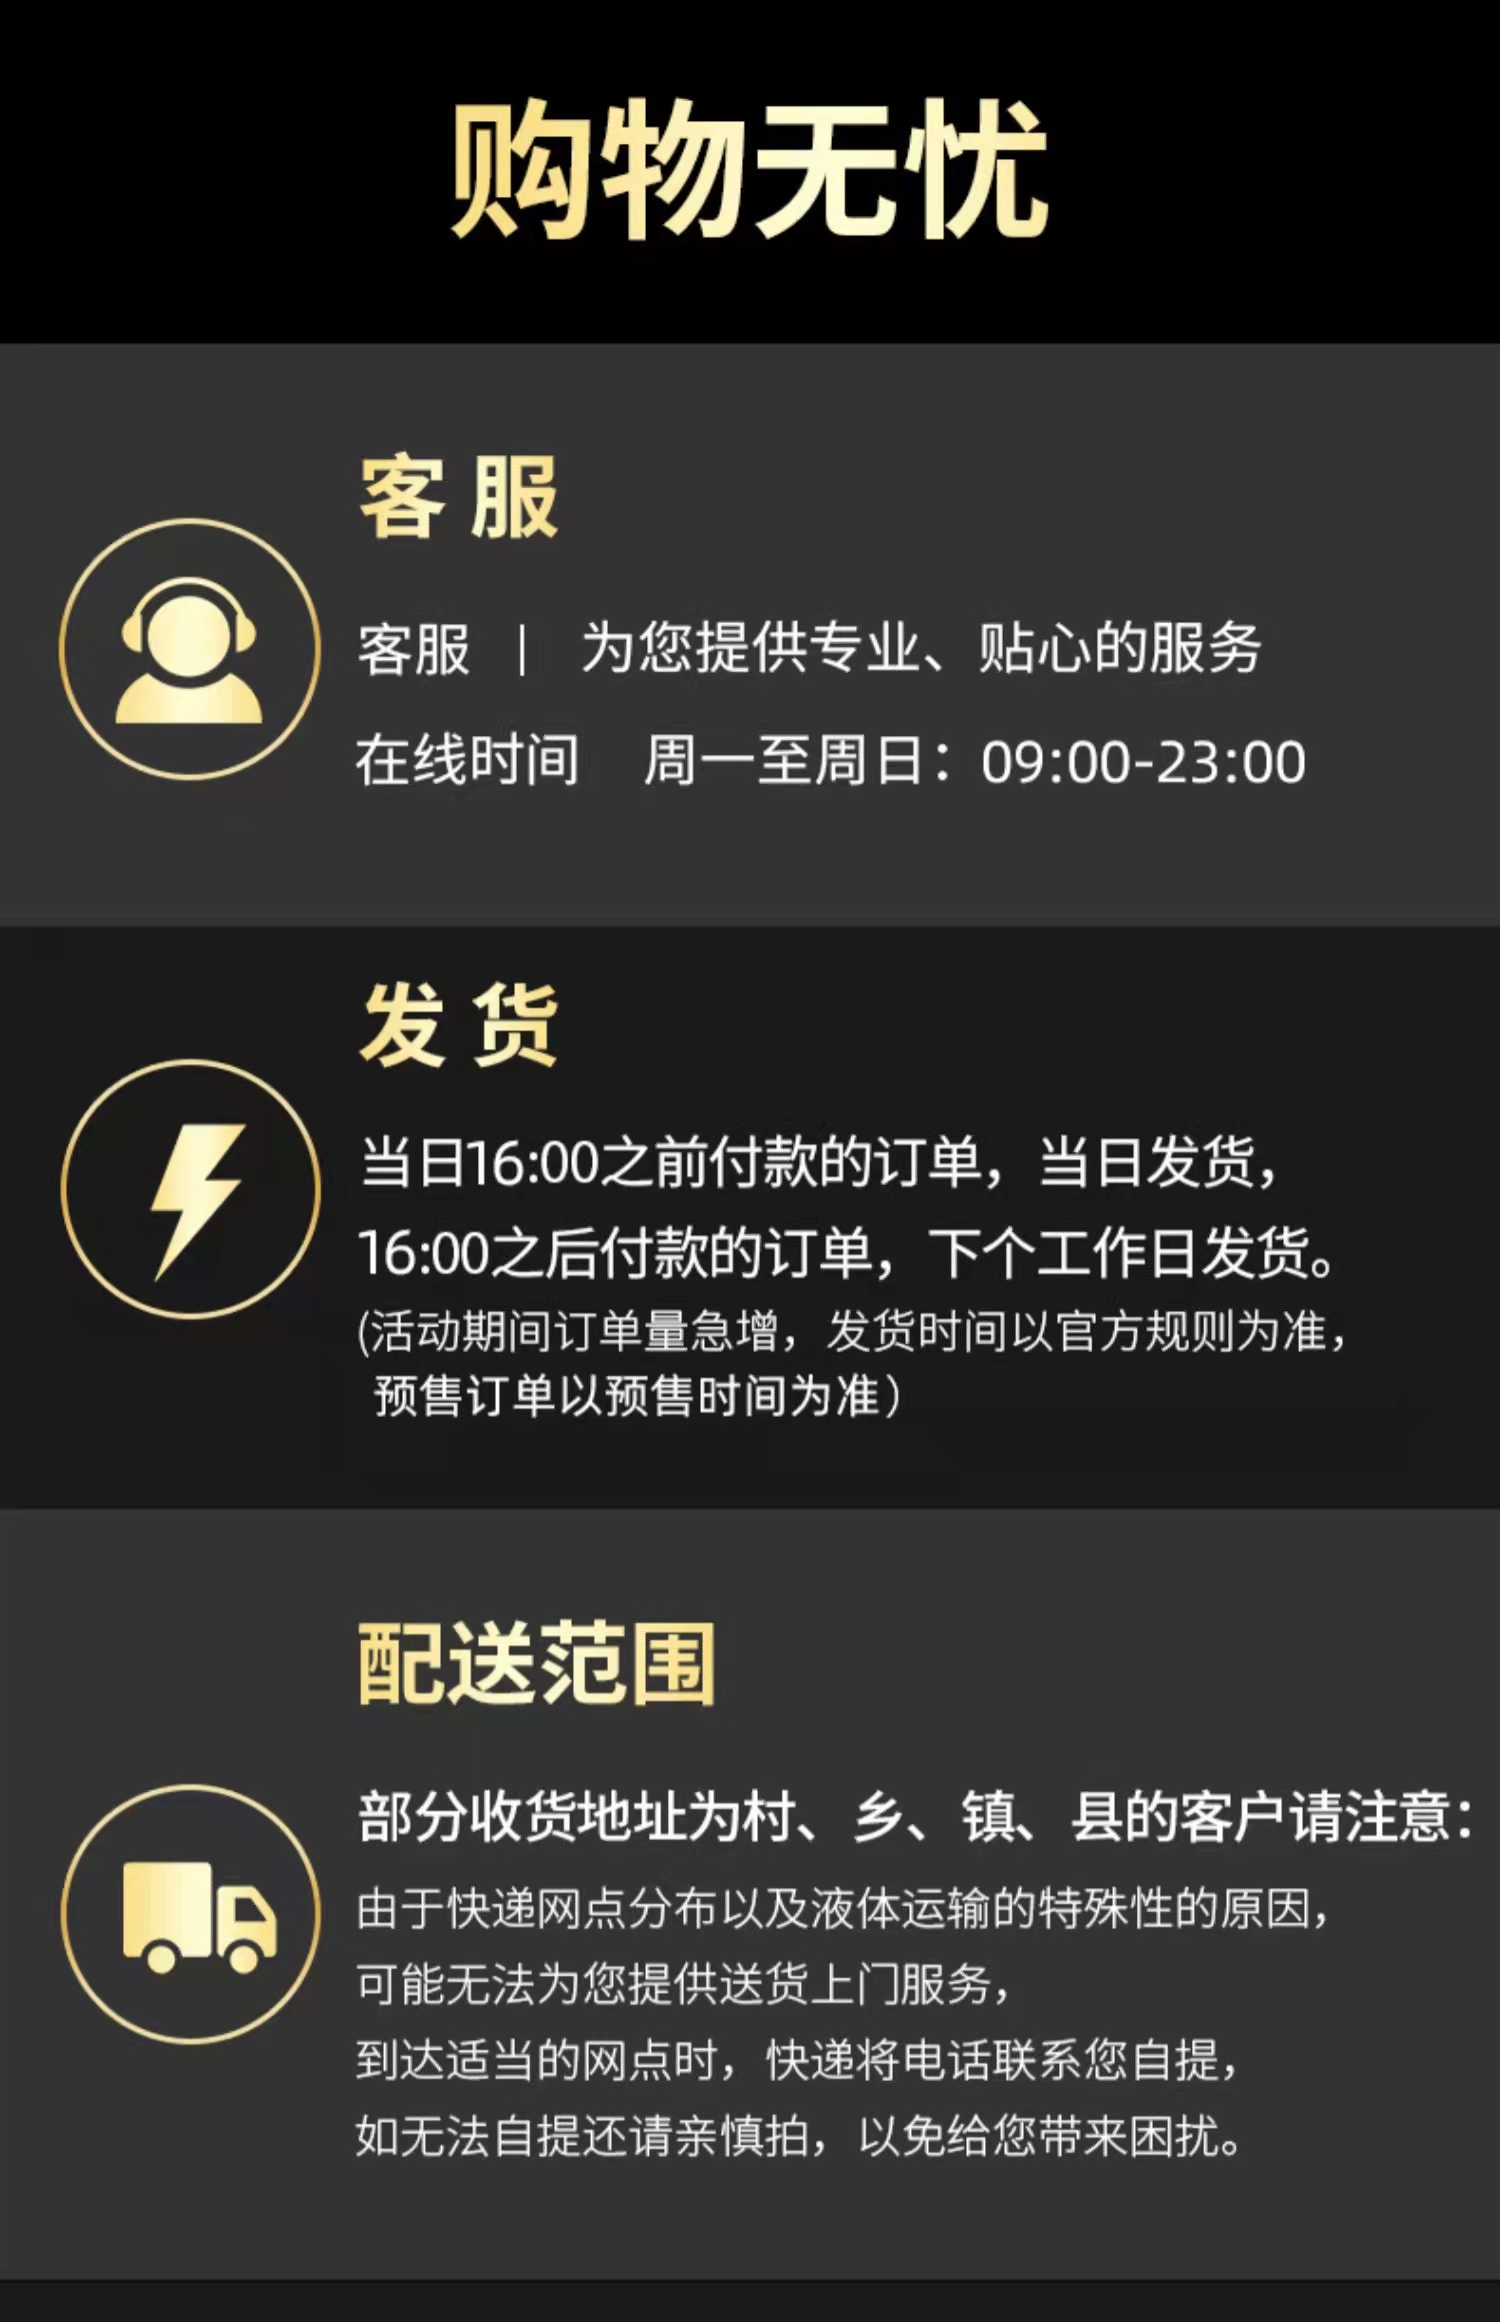 购物无忧
客服
客服 | 为您提供专业、贴心的服务
在线时间 周一至周日：09:00-23:00
发货
当日16:00之前付款的订单，当日发货，
16:00之后付款的订单，下个工作日发货。
(活动期间订单量急增，发货时间以官方规则为准，
预售订单以预售时间为准）
配送范围
部分收货地址为村、乡、镇、县的客户请注意：
由于快递网点分布以及液体运输的特殊性的原因，
可能无法为您提供送货上门服务，
到达适当的网点时，快递将电话联系您自提，
如无法自提还请亲慎拍，以免给您带来困扰。